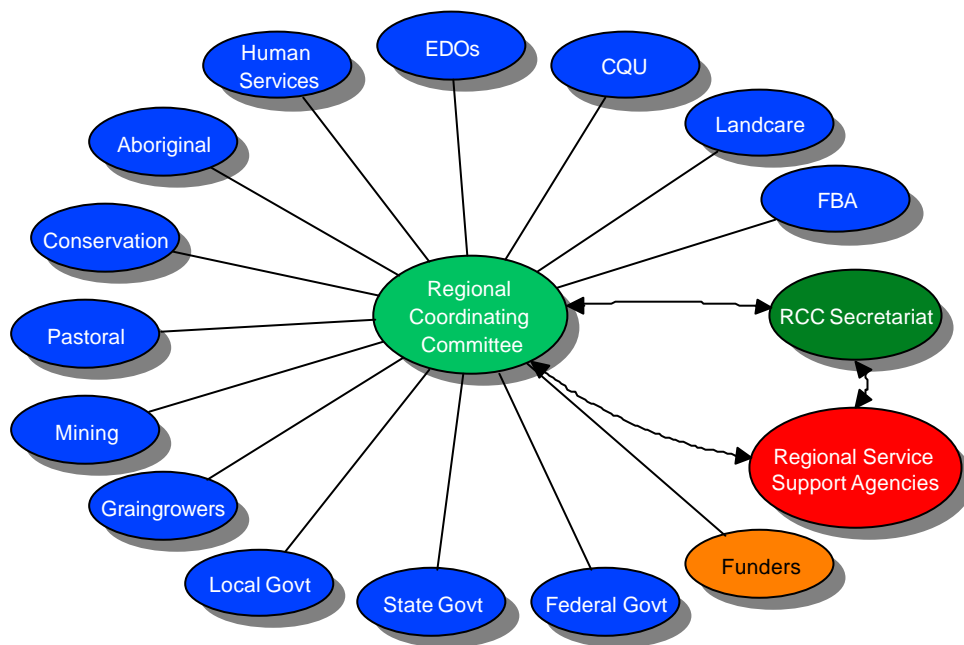 EDOs
Human
Services
CQU
Landcare
Aboriginal
FBA
Conservation
Regional
Coordinating
Committee
RCC Secretariat
Pastoral
Mining
Regional Service
Support Agencies
Graingrowers
Funders
Local Govt
State Govt
Federal Govt